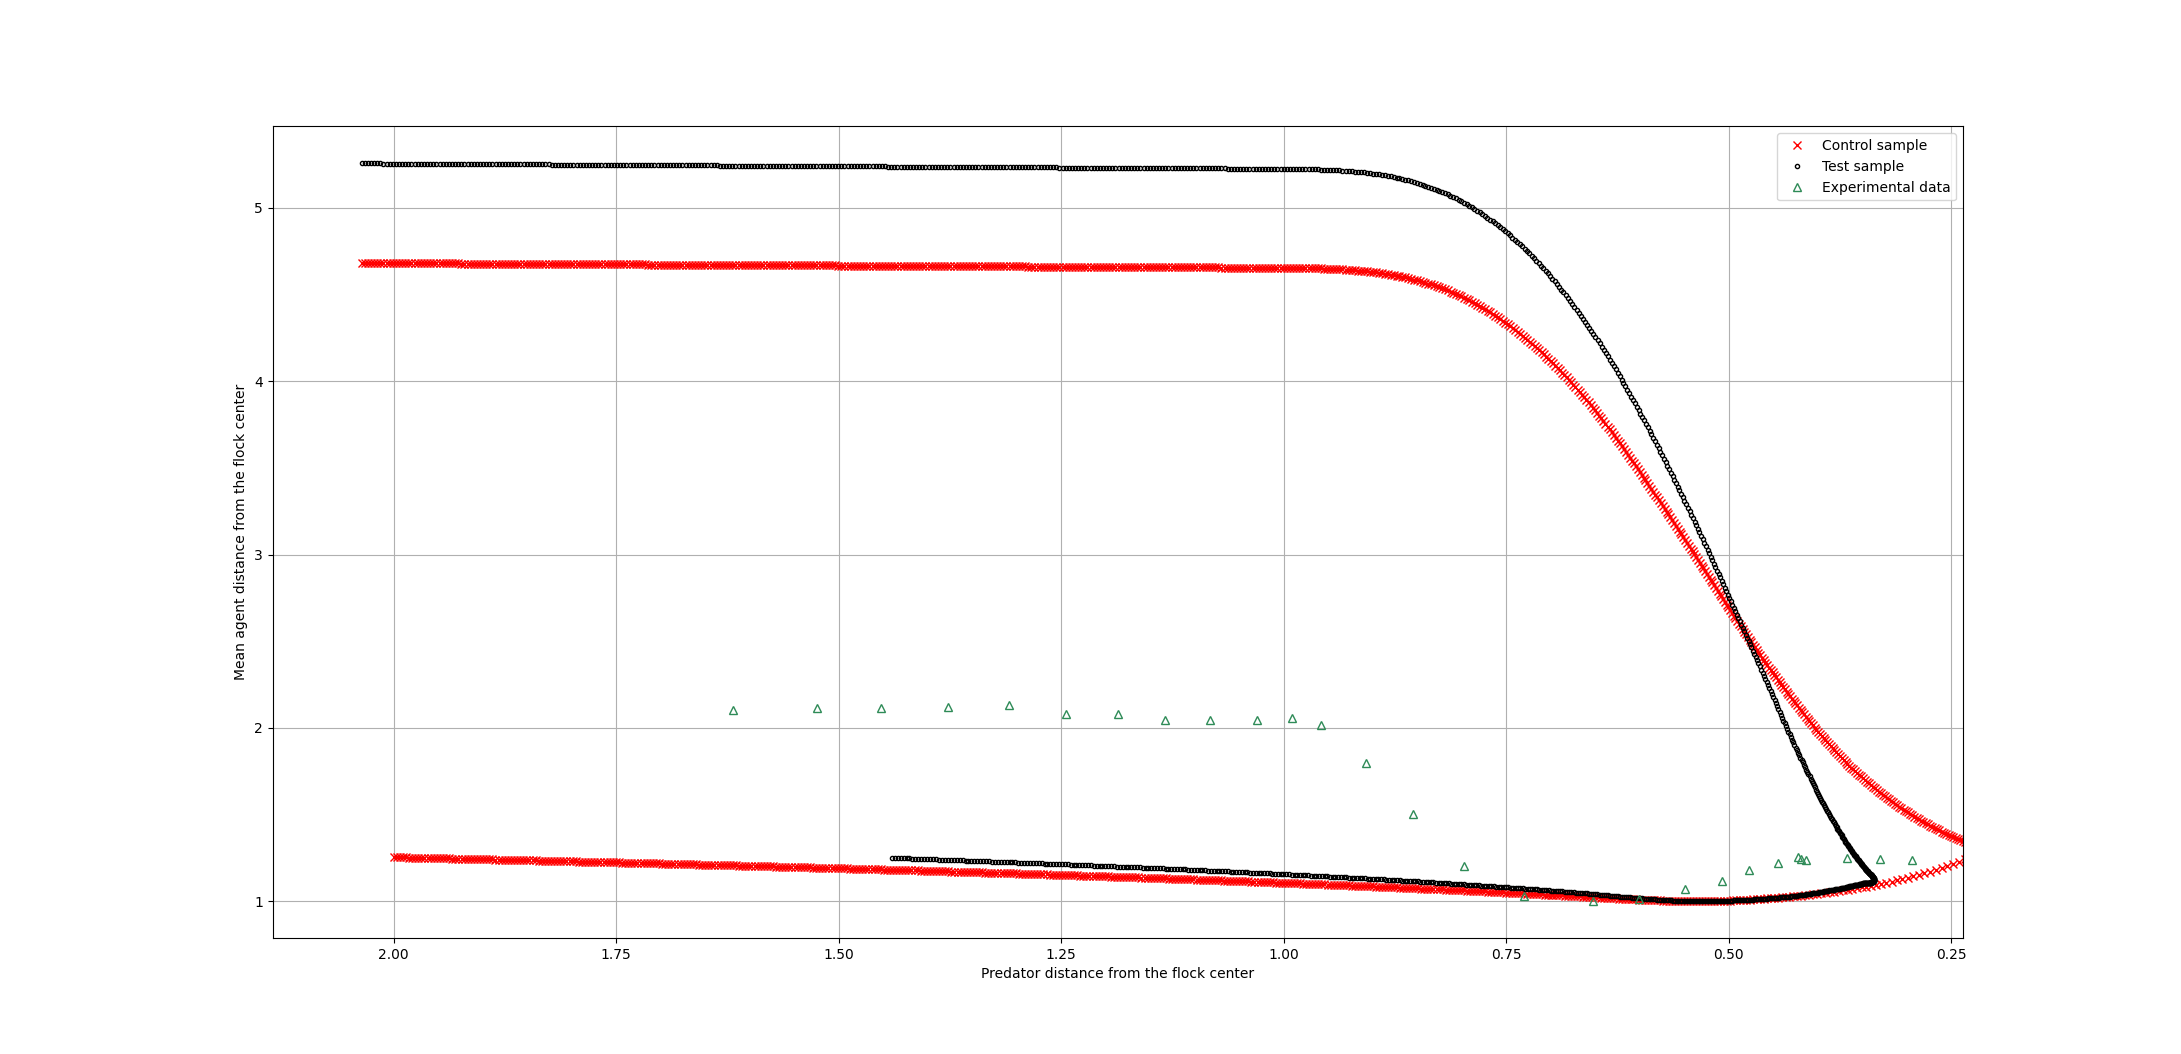 Control sample
Test sample
Experimental data
5
4
3
2
1
Mean agent distance from the flock center
2.00 1.75 1.50 1.25 1.00 0.75 0.50 0.25
Predator distance from the flock center